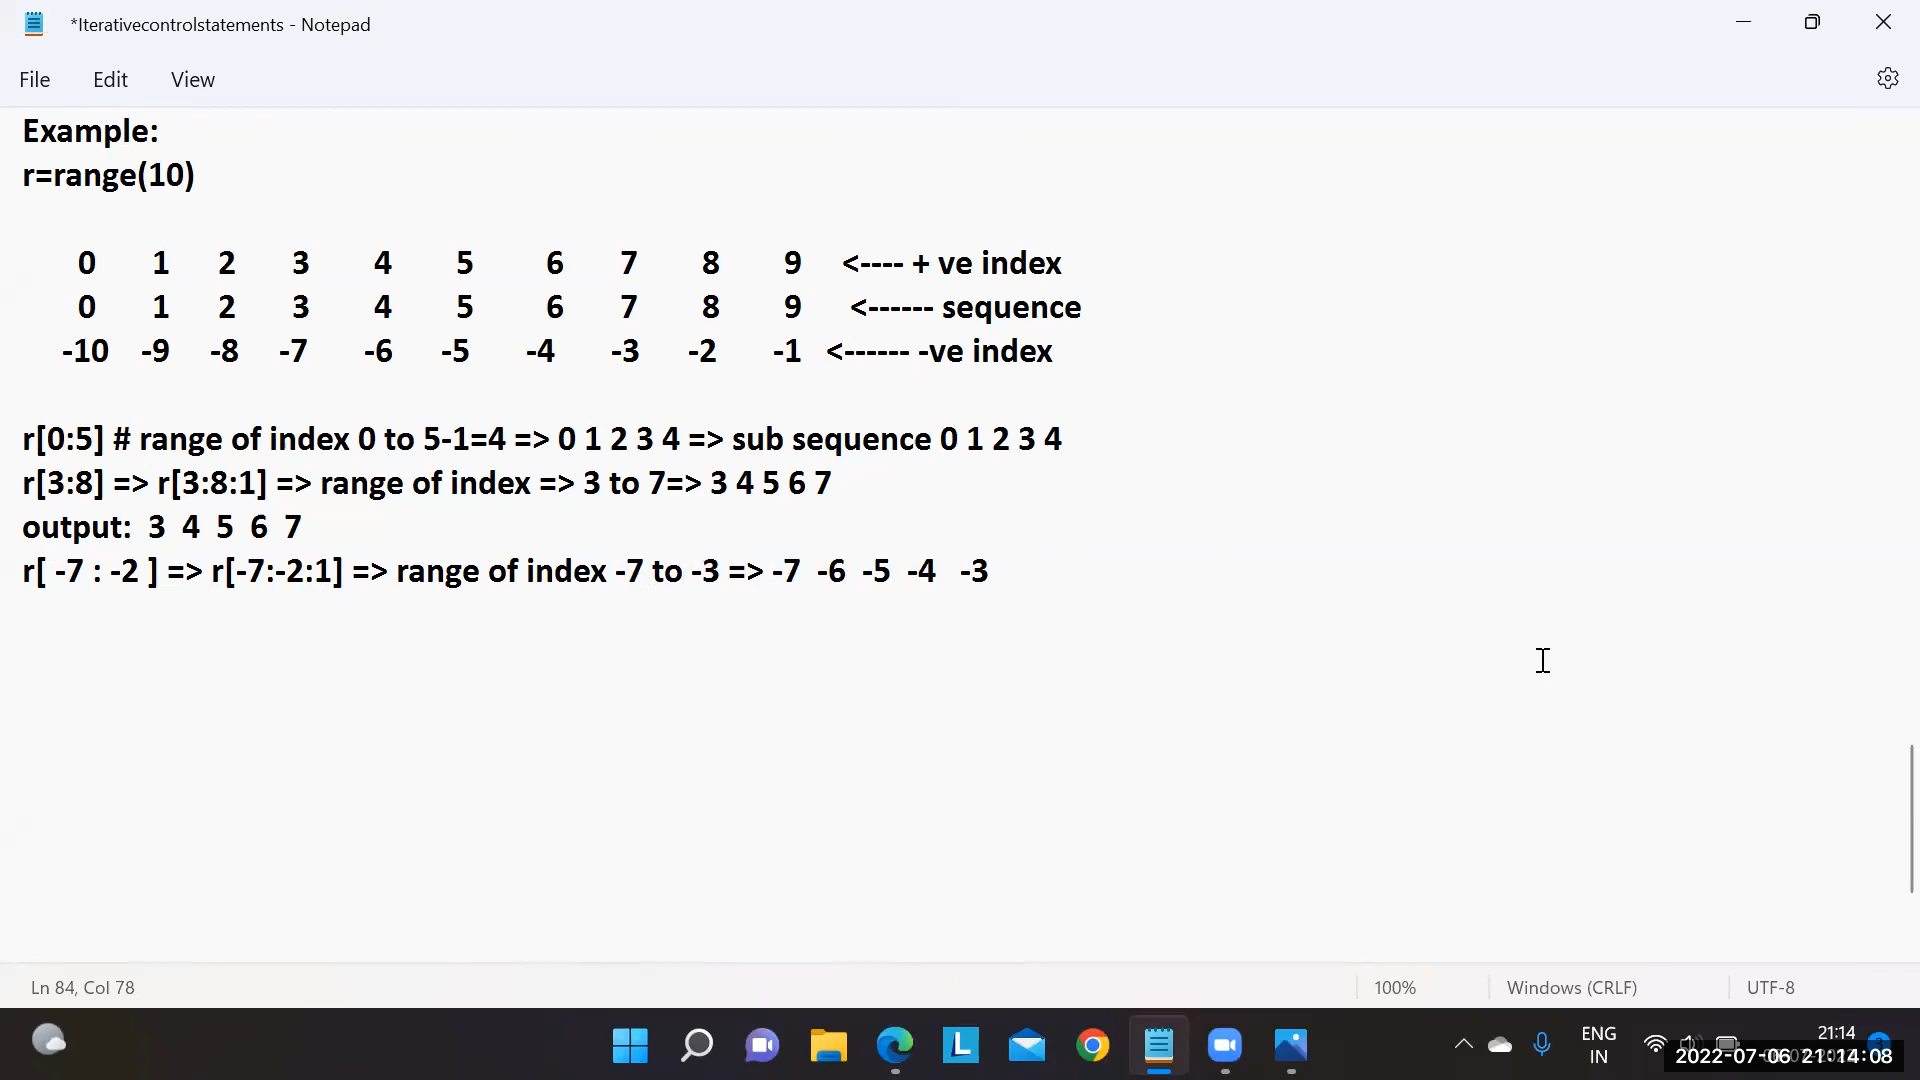 *Iterativecontrolstatements - Notepad
File Edit View
Example:
r=range(10)
0 1 2 3 4 5 6 7 8 9 <---- + ve index
0 1 2 3 4 5 6 7 8 9 <------ sequence
-10 -9 -8 -7 -6 -5 -4 -3 -2 -1 <------ -ve index
r[0:5] # range of index 0 to 5-1=4 => 0 1 2 3 4 => sub sequence 0 1 2 3 4
r[3:8] => r[3:8:1] => range of index => 3 to 7=> 3 4 5 6 7
output: 3 4 5 6 7
r[ -7 : -2 ] => r[-7:-2:1] => range of index -7 to -3 => -7 -6 -5 -4 -3
Ln 84, Col 78 100% Windows (CRLF) UTF-8
L
ENG
IN
21:14
2022-07-06 21:14:08